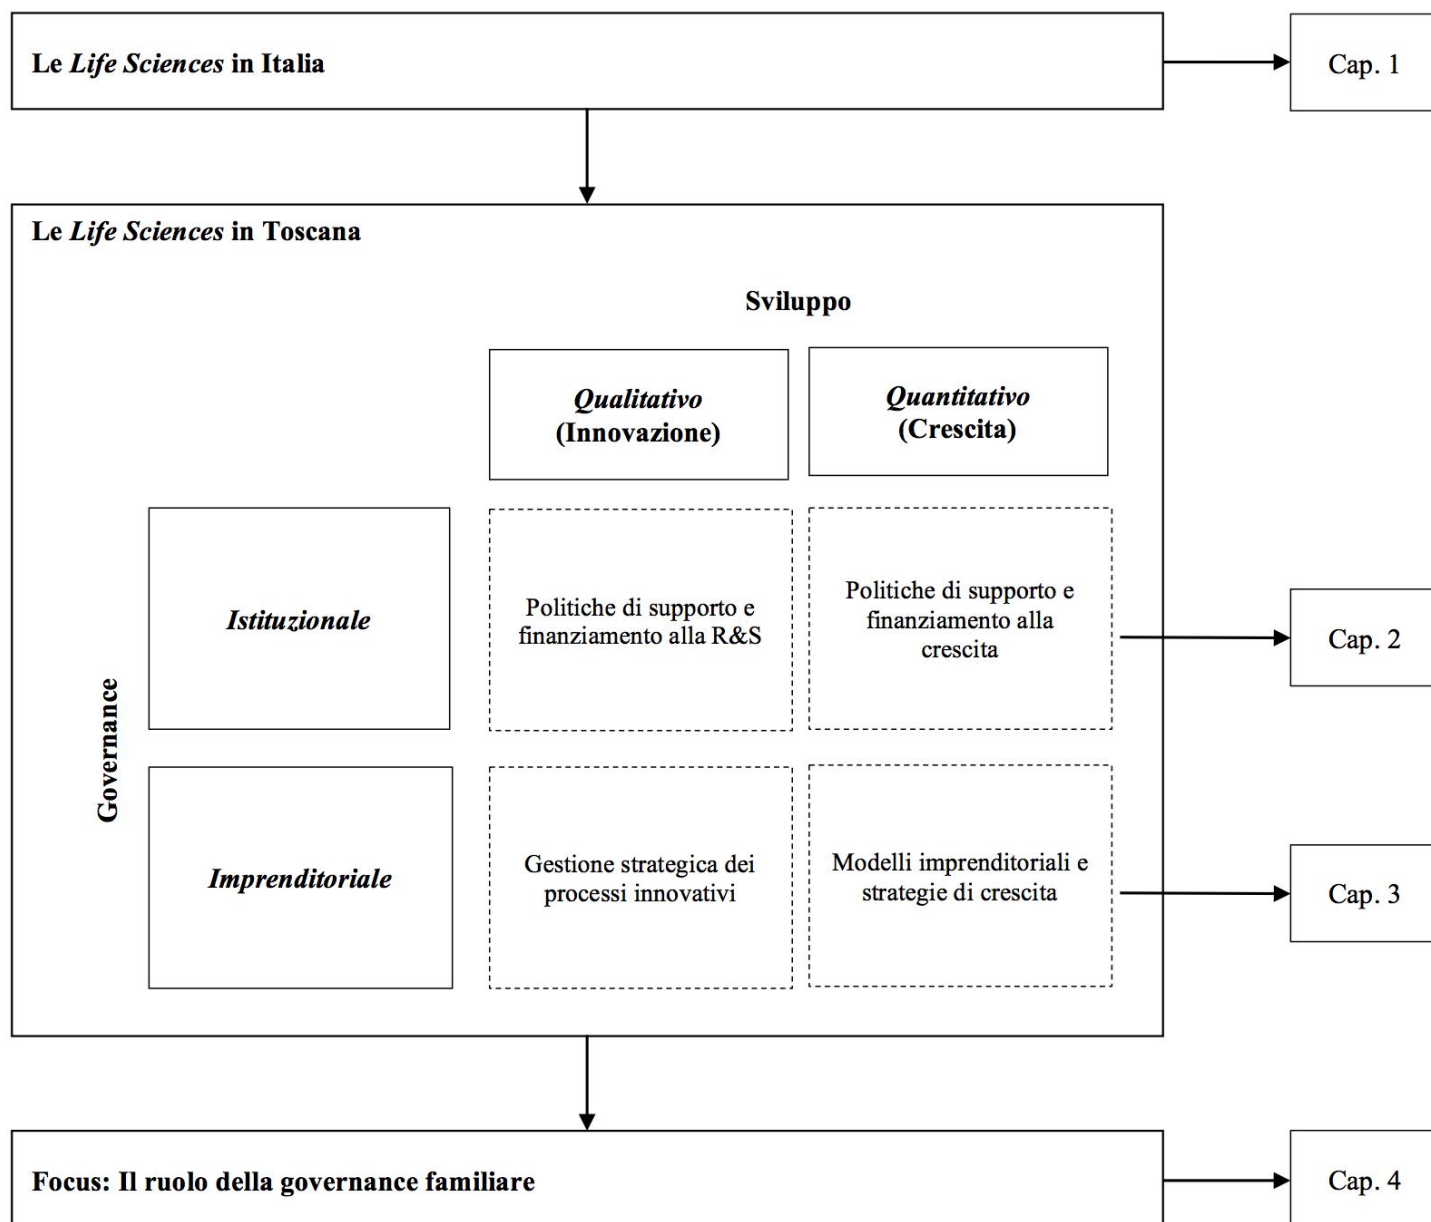 Le Life Sciences in Italia
Cap. 1
Le Life Sciences in Toscana
Sviluppo
Qualitativo
(Innovazione)
Quantitativo
(Crescita)
Governance
Istituzionale
Politiche di supporto e
finanziamento alla R&S
Politiche di supporto e
finanziamento alla
crescita
Cap. 2
Imprenditoriale
Gestione strategica dei
processi innovativi
Modelli imprenditoriali e
strategie di crescita
Cap. 3
Focus: Il ruolo della governance familiare
Cap. 4